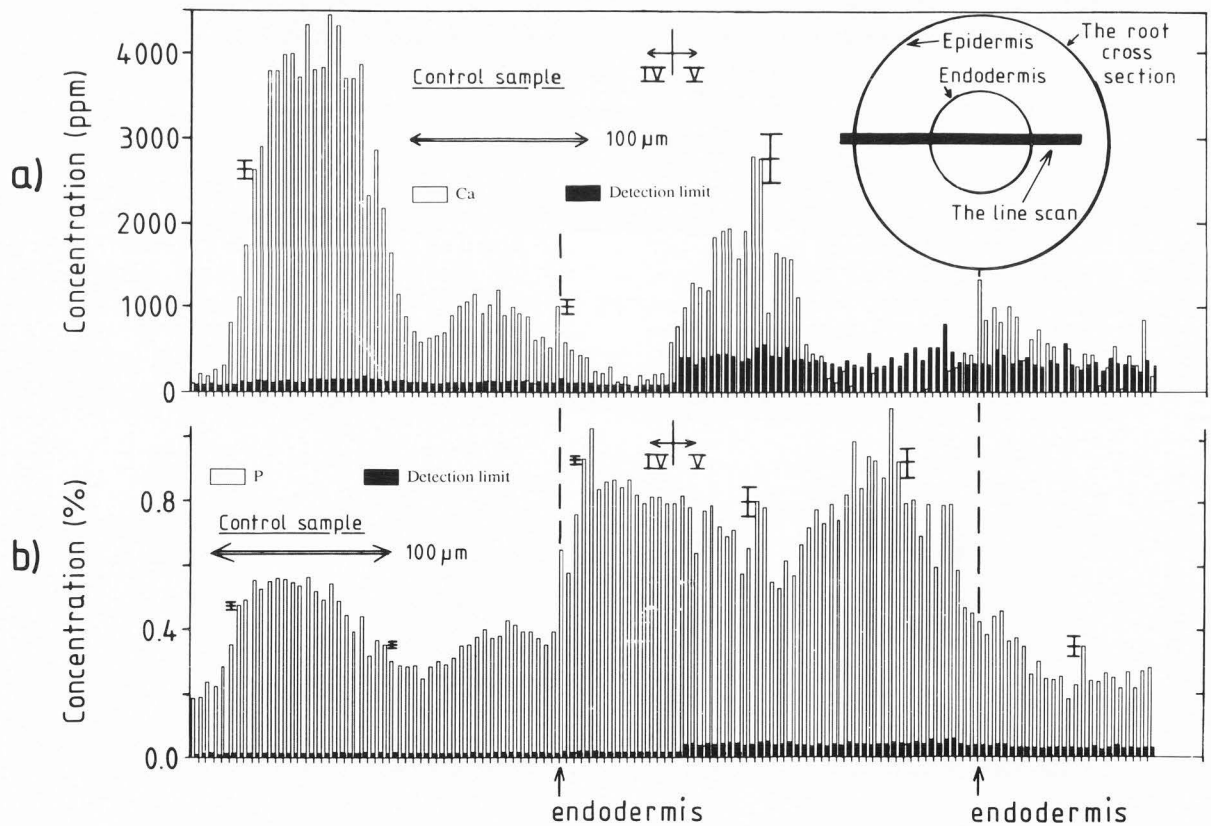 a)
Concentration (ppm)
4000
3000
2000
1000
0
Control sample
100 μm
Ca
Detection limit
IV V
Epidermis
Endodermis
The root
cross
section
The line scan
b)
Concentration (%)
0.8
0.4
0.0
P
Detection limit
Control sample
100 μm
IV V
endodermis
endodermis